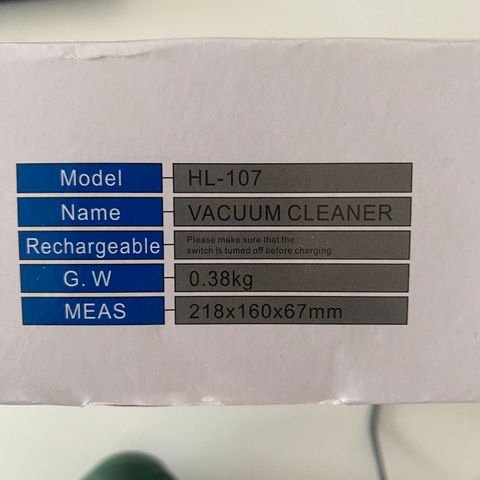 Model HL-107
Name VACUUM CLEANER
Rechargeable Please make sure that the
switch is turned off before charging
G. W 0.38kg
MEAS 218x160x67mm